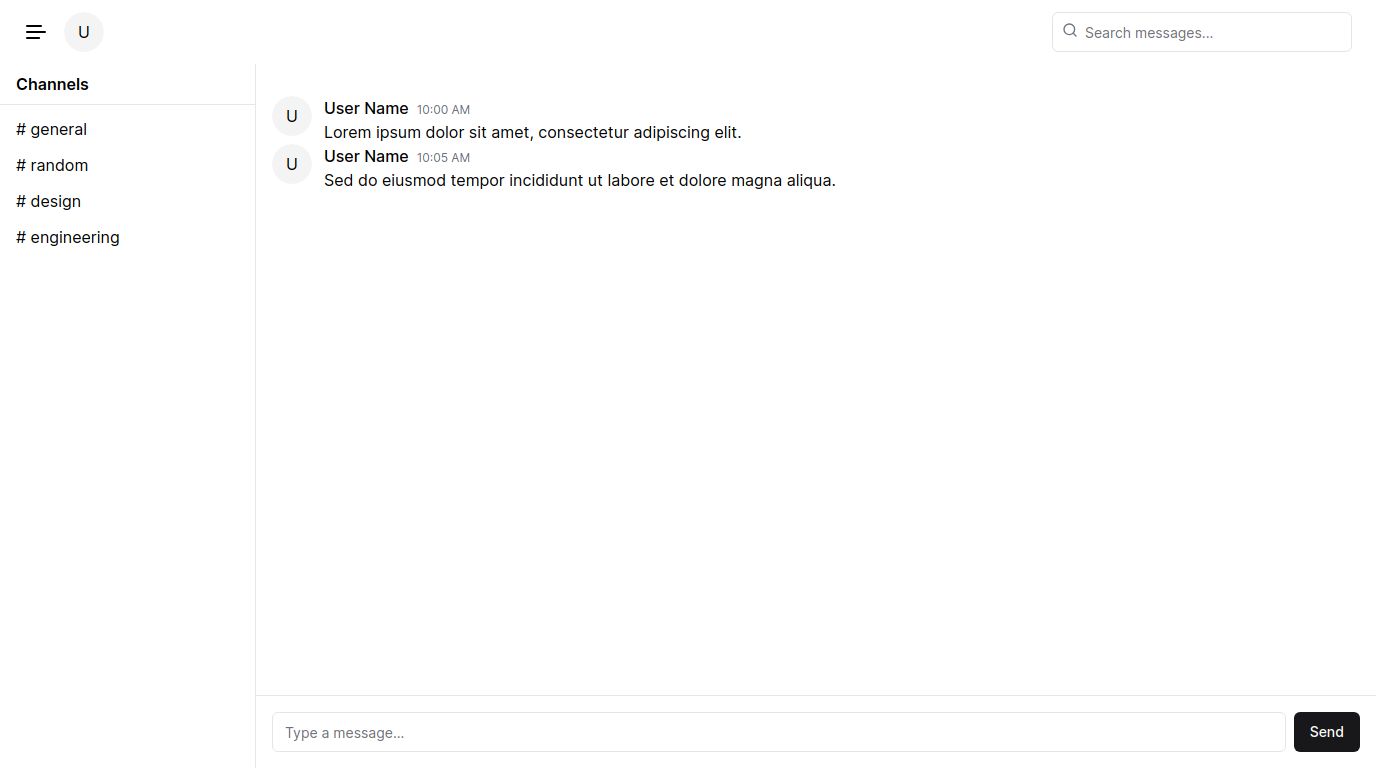 U
Search messages...
Channels
# general
# random
# design
# engineering
U
User Name 10:00 AM
Lorem ipsum dolor sit amet, consectetur adipiscing elit.
U
User Name 10:05 AM
Sed do eiusmod tempor incididunt ut labore et dolore magna aliqua.
Type a message...
Send